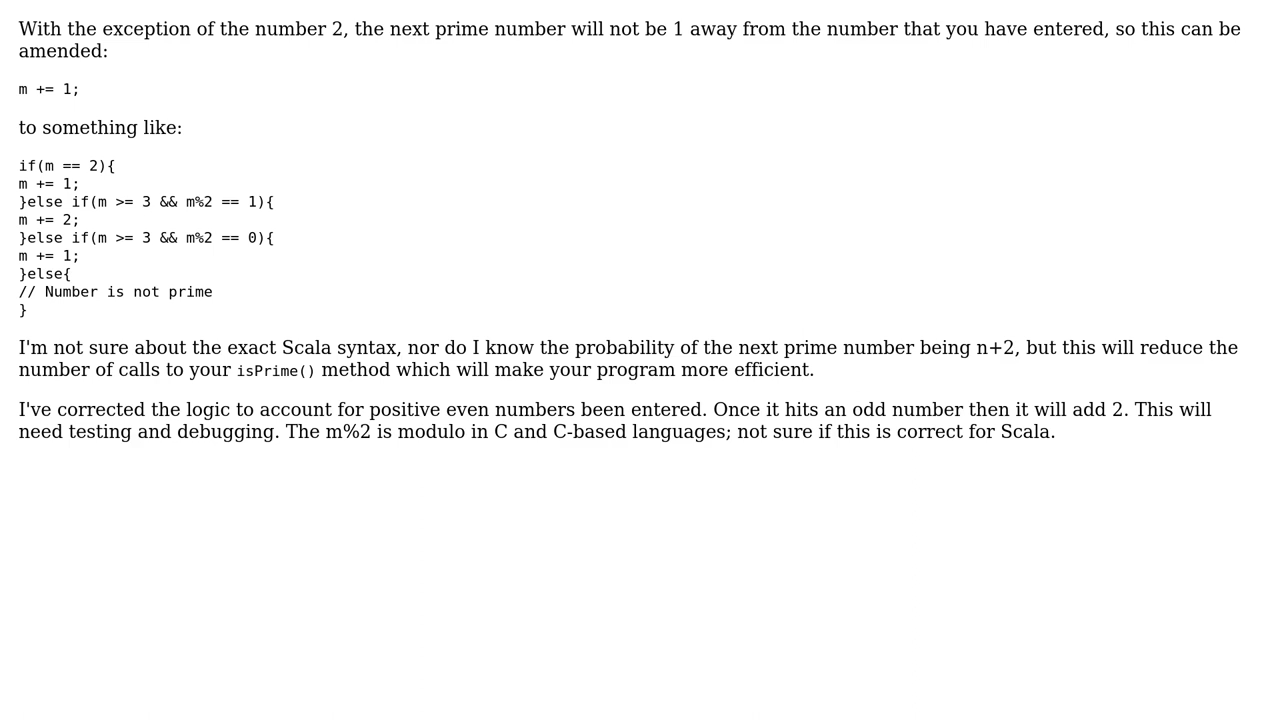 With the exception of the number 2, the next prime number will not be 1 away from the number that you have entered, so this can be
amended:
m += 1;
to something like:
if(m == 2){
m += 1;
}else if(m >= 3 && m%2 == 1){
m += 2;
}else if(m >= 3 && m%2 == 0){
m += 1;
}else{
// Number is not prime
}
I'm not sure about the exact Scala syntax, nor do I know the probability of the next prime number being n+2, but this will reduce the
number of calls to your isPrime() method which will make your program more efficient.
I've corrected the logic to account for positive even numbers been entered. Once it hits an odd number then it will add 2. This will
need testing and debugging. The m%2 is modulo in C and C-based languages; not sure if this is correct for Scala.